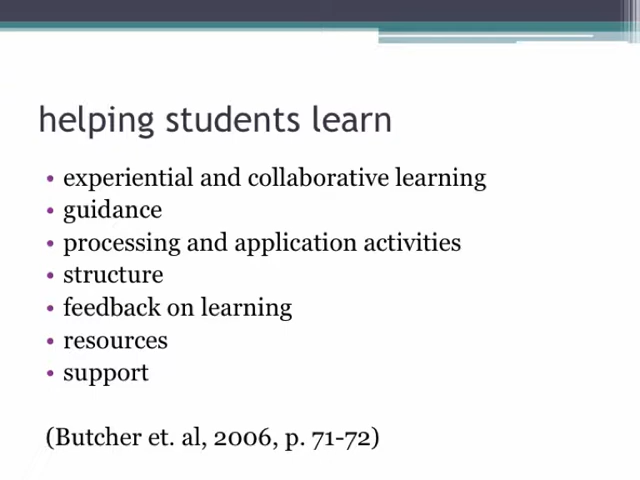 helping students learn
• experiential and collaborative learning
• guidance
• processing and application activities
• structure
• feedback on learning
• resources
• support
(Butcher et. al, 2006, p. 71-72)